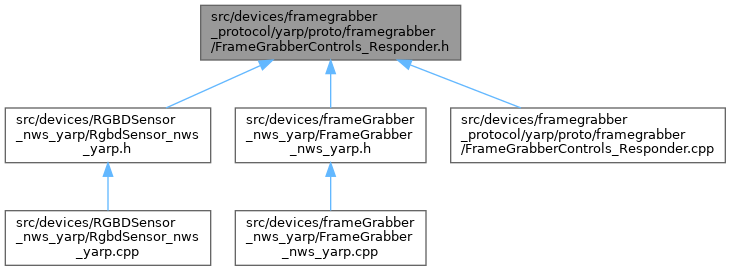 src/devices/framegrabber
_protocol/yarp/proto/framegrabber
/FrameGrabberControls_Responder.h
src/devices/RGBDSensor
_nws_yarp/RgbdSensor_nws
_yarp.h
src/devices/frameGrabber
_nws_yarp/FrameGrabber
_nws_yarp.h
src/devices/framegrabber
_protocol/yarp/proto/framegrabber
/FrameGrabberControls_Responder.cpp
src/devices/RGBDSensor
_nws_yarp/RgbdSensor_nws
_yarp.cpp
src/devices/frameGrabber
_nws_yarp/FrameGrabber
_nws_yarp.cpp